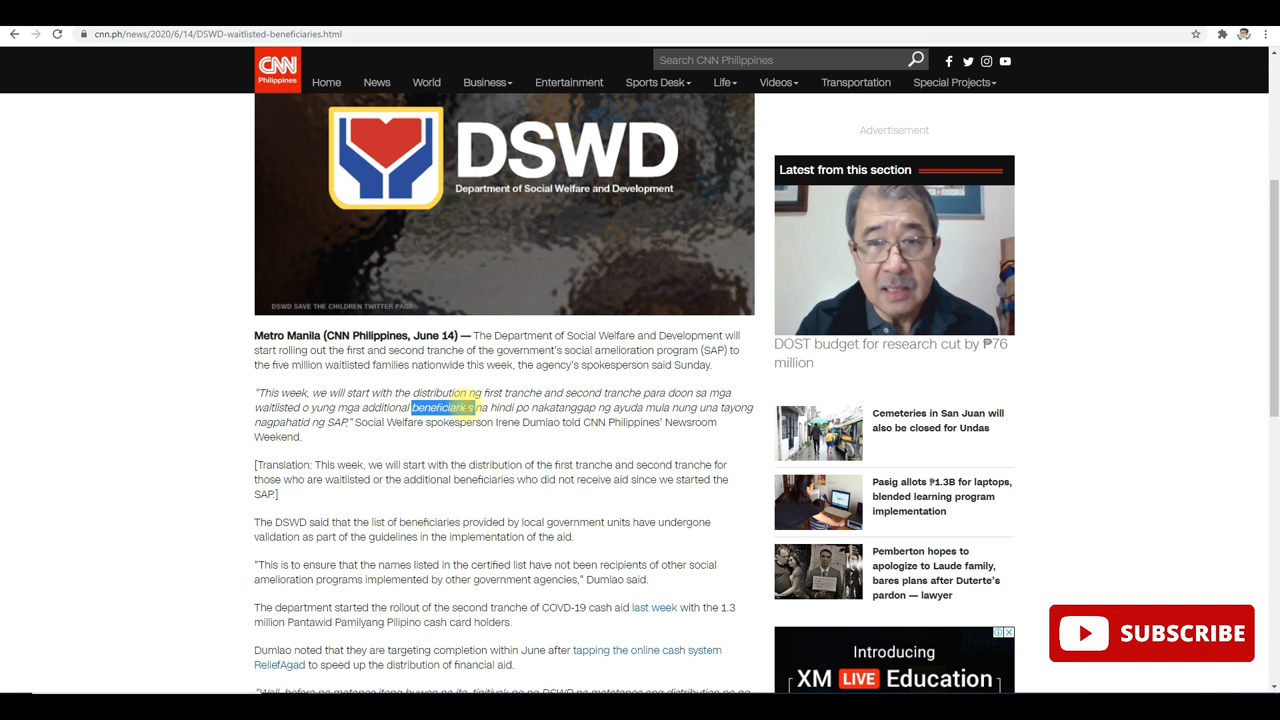 cnn.ph/news/2020/6/14/DSWD-waitlisted-beneficiaries.html
CNN
Philippines
Search CNN Philippines
Home
News
World
Business
Entertainment
Sports Desk
Life
Videos
Transportation
Special Projects
DSWD
Department of Social Welfare and Development
DSWD SAVE THE CHILDREN TWITTER PAGE
Metro Manila (CNN Philippines, June 14) — The Department of Social Welfare and Development will
start rolling out the first and second tranche of the government's social amelioration program (SAP) to
the five million waitlisted families nationwide this week, the agency's spokesperson said Sunday.
"This week, we will start with the distribution ng first tranche and second tranche para doon sa mga
waitlisted o yung mga additional beneficiaries na hindi po nakatanggap ng ayuda mula nung una tayong
nagpahatid ng SAP," Social Welfare spokesperson Irene Dumlao told CNN Philippines' Newsroom
Weekend.
[Translation: This week, we will start with the distribution of the first tranche and second tranche for
those who are waitlisted or the additional beneficiaries who did not receive aid since we started the
SAP.]
The DSWD said that the list of beneficiaries provided by local government units have undergone
validation as part of the guidelines in the implementation of the aid.
"This is to ensure that the names listed in the certified list have not been recipients of other social
amelioration programs implemented by other government agencies," Dumlao said.
The department started the rollout of the second tranche of COVD-19 cash aid last week with the 1.3
million Pantawid Pamilyang Pilipino cash card holders.
Dumlao noted that they are targeting completion within June after tapping the online cash system
ReliefAgad to speed up the distribution of financial aid.
Advertisement
Latest from this section
DOST budget for research cut by ₱76
million
Cemeteries in San Juan will
also be closed for Undas
Pasig allots ₱1.3B for laptops,
blended learning program
implementation
Pemberton hopes to
apologize to Laude family,
bares plans after Duterte's
pardon — lawyer
Introducing
XM LIVE Education
SUBSCRIBE